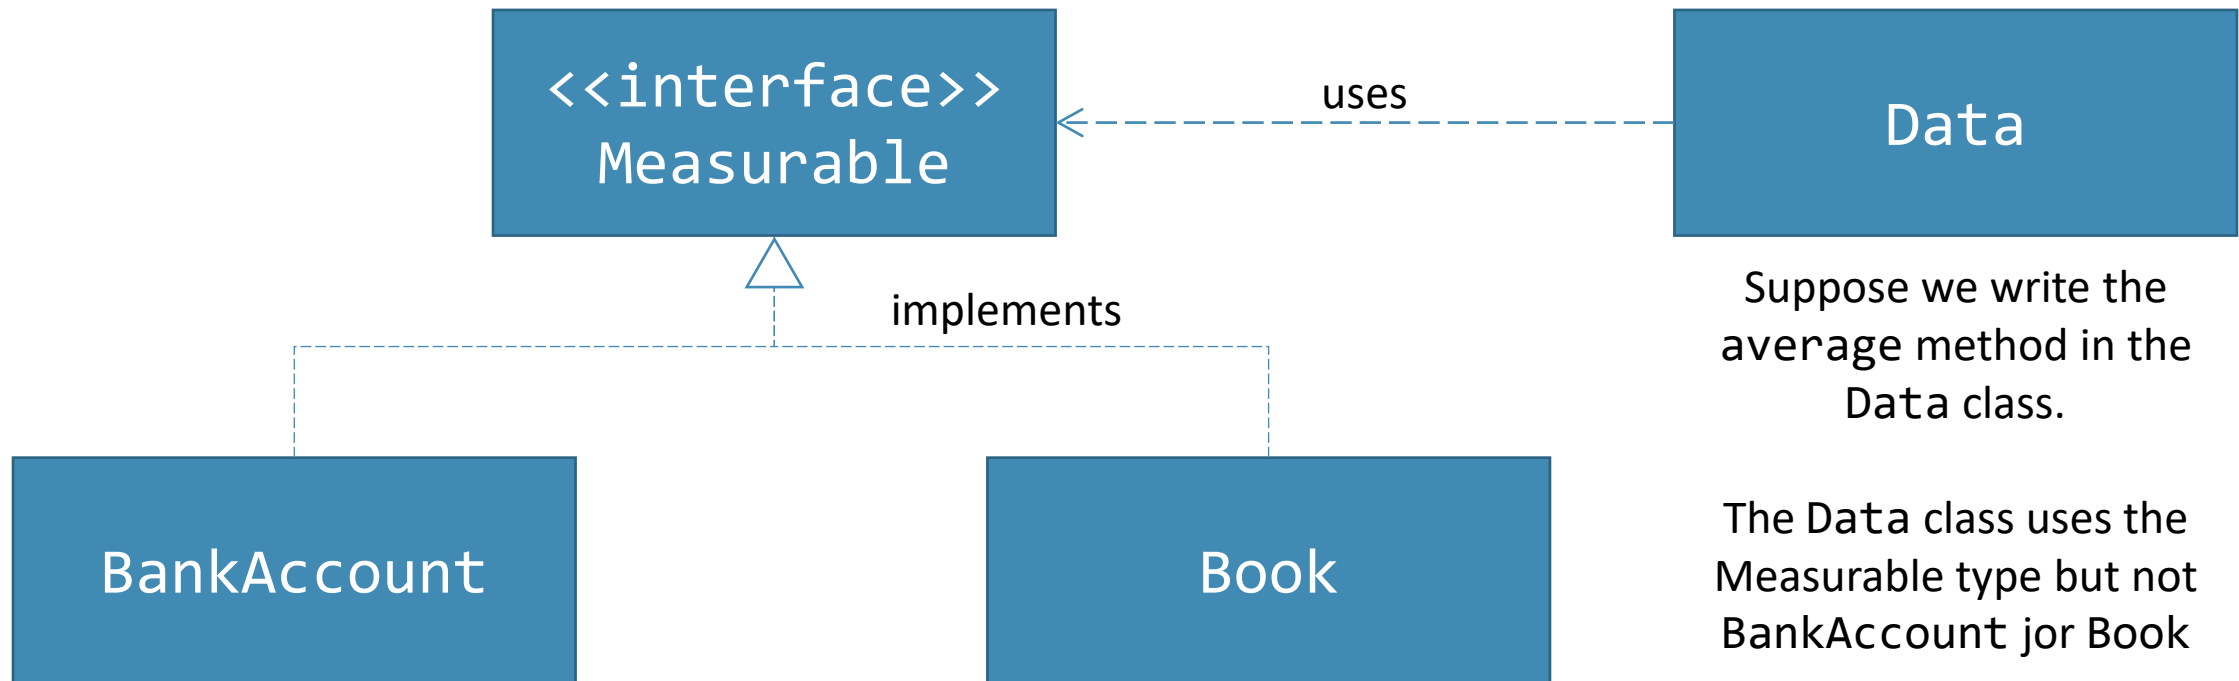 <<interface>>
Measurable
uses
Data
implements
Suppose we write the
average method in the
Data class.
BankAccount
Book
The Data class uses the
Measurable type but not
BankAccount jor Book